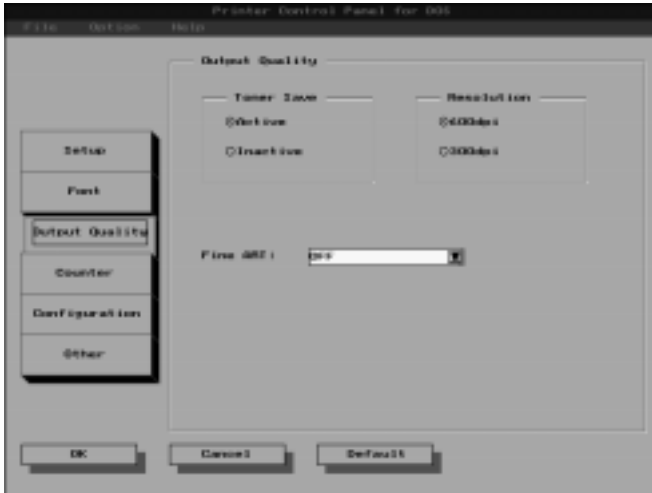 Printer Control Panel for DOS
File Option Help
Output Quality
Toner Save
Resolution
Active
600dpi
Inactive
300dpi
Setup
Font
Output Quality
Fine ART: OFF
Counter
Configuration
Other
OK Cancel Default